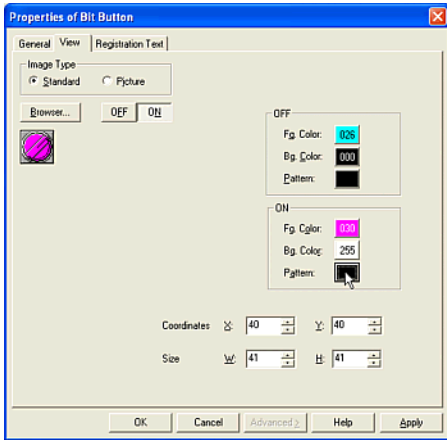 Properties of Bit Button
General View Registration Text
Image Type
Standard Picture
Browser... OFF ON
OFF
Fg. Color: 026
Bg. Color: 000
Pattern:
ON
Fg. Color: 030
Bg. Color: 255
Pattern:
Coordinates X: 40 Y: 40
Size W: 41 H: 41
OK Cancel Advanced > Help Apply